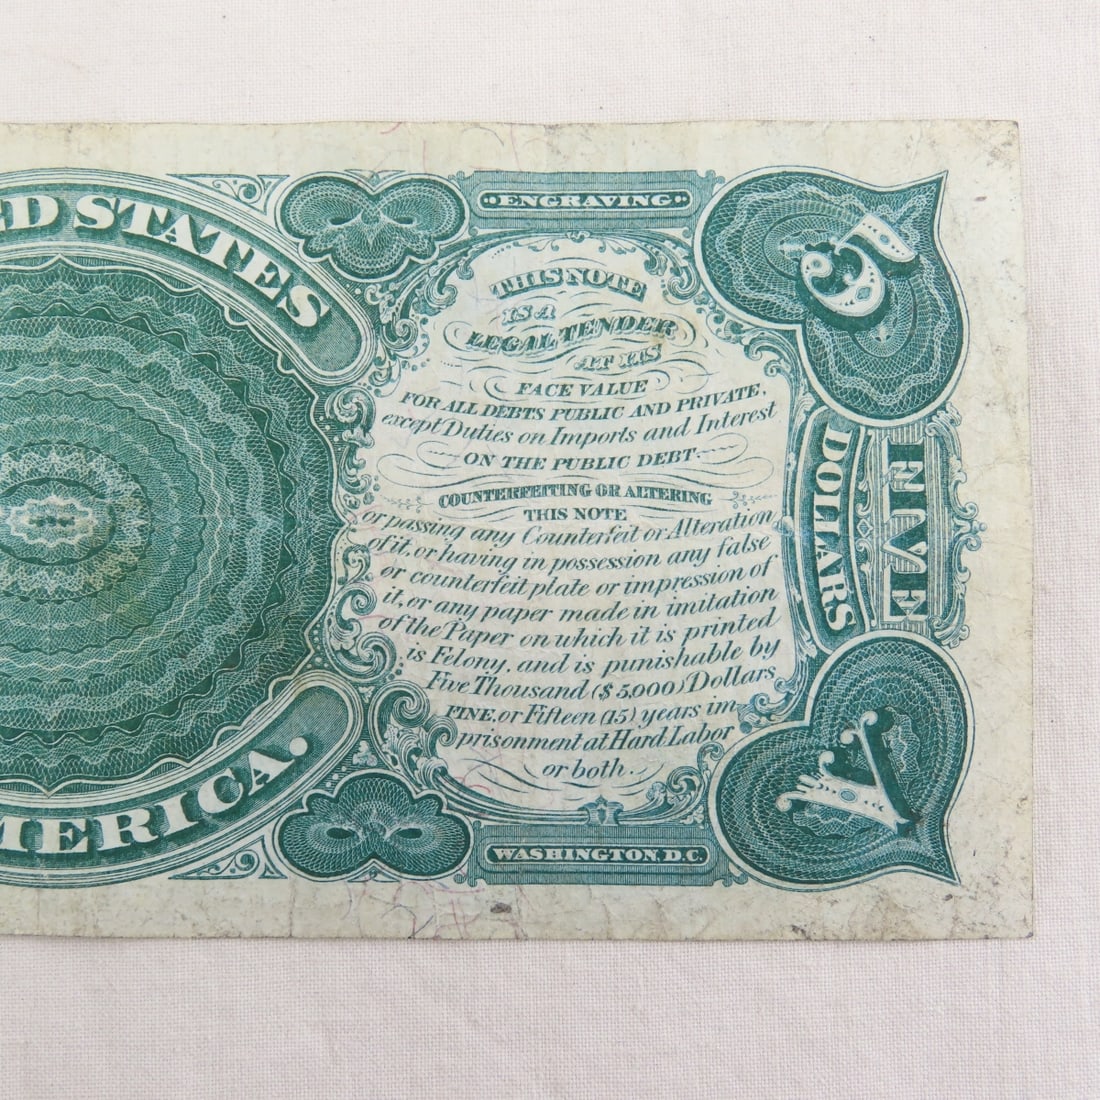 ED STATES
MERICA.
ENGRAVING
THIS NOTE
IS A
LEGAL TENDER
AT ITS
FACE VALUE
FOR ALL DEBTS PUBLIC AND PRIVATE,
except Duties on Imports and Interest
ON THE PUBLIC DEBT.
COUNTERFEITING OR ALTERING
THIS NOTE
or passing any Counterfeit or Alteration
of it, or having in possession any false
or counterfeit plate or impression of
it, or any paper made in imitation
of the Paper on which it is printed
is Felony, and is punishable by
Five Thousand ($5,000) Dollars
FINE, or Fifteen (15) years im-
prisonment at Hard Labor
or both.
WASHINGTON, D.C.
5
FIVE
DOLLARS
V